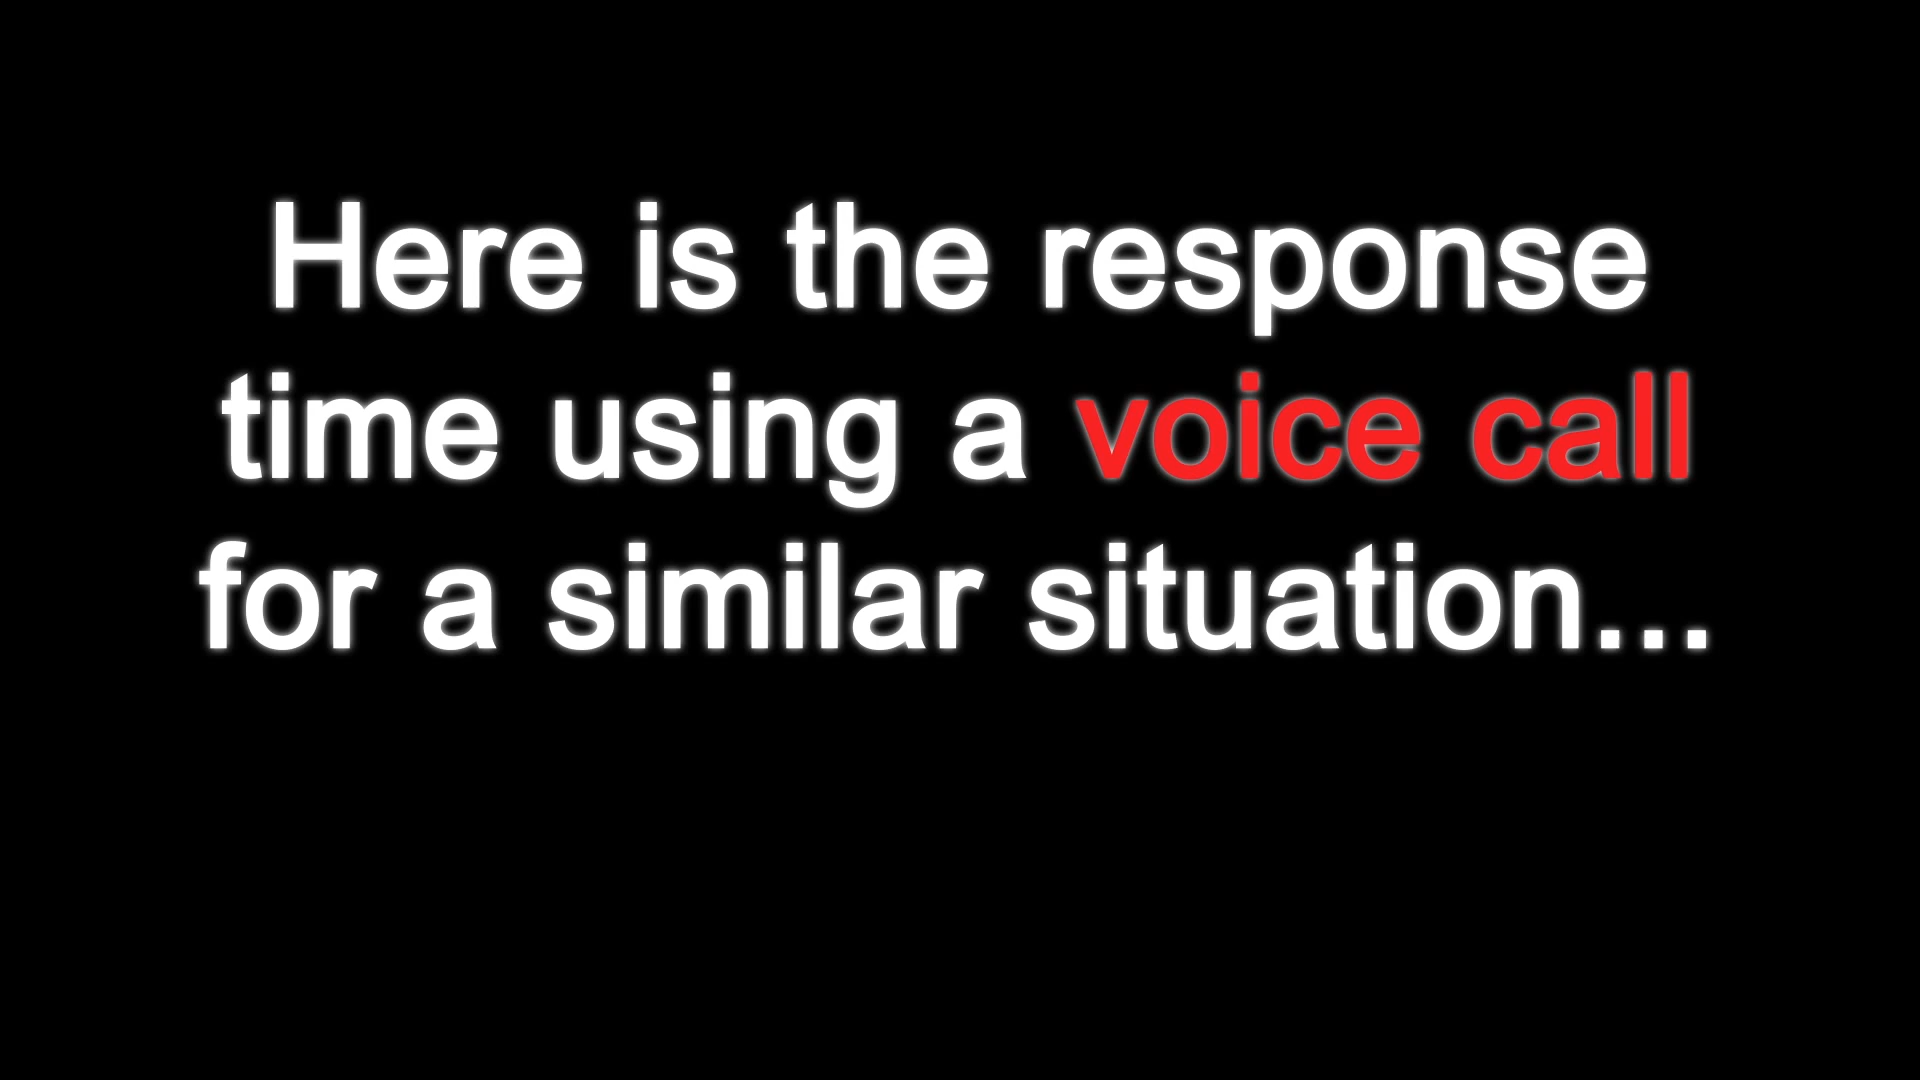 Here is the response
time using a voice call
for a similar situation...